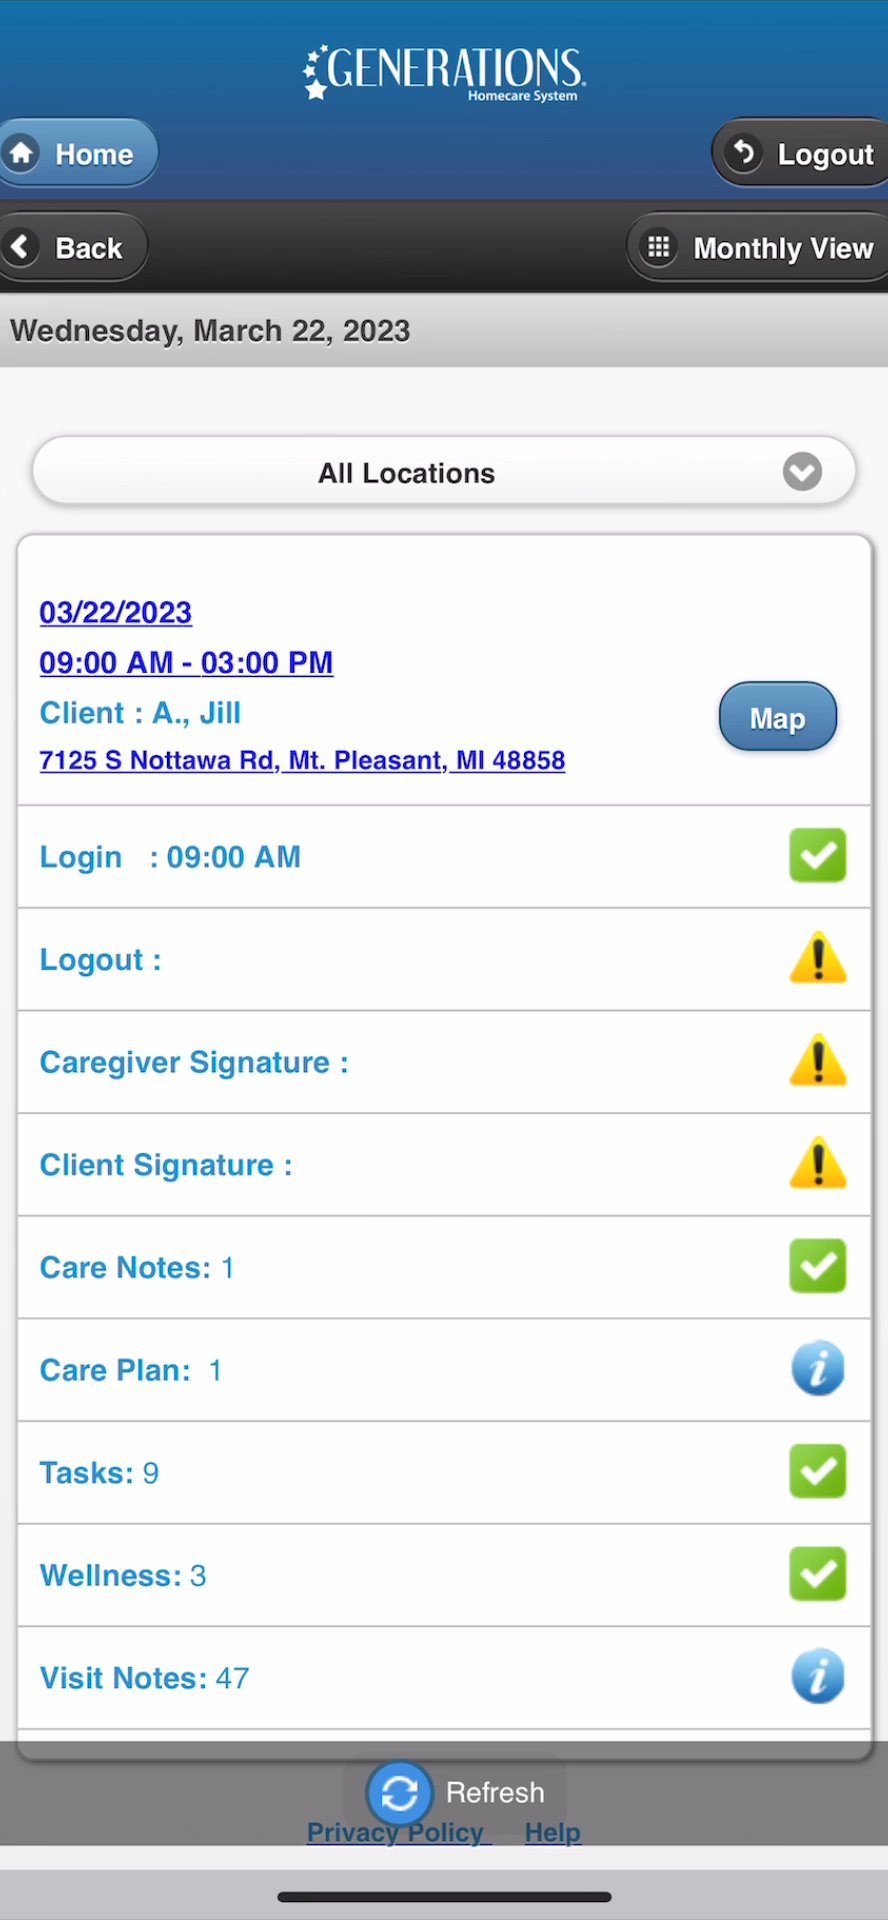 GENERATIONS.
Homecare System
Home
Logout
Back
Monthly View
Wednesday, March 22, 2023
All Locations
03/22/2023
09:00 AM - 03:00 PM
Client : A., Jill
Map
7125 S Nottawa Rd, Mt. Pleasant, MI 48858
Login : 09:00 AM
Logout :
Caregiver Signature :
Client Signature :
Care Notes: 1
Care Plan: 1
Tasks: 9
Wellness: 3
Visit Notes: 47
Refresh
Privacy Policy Help